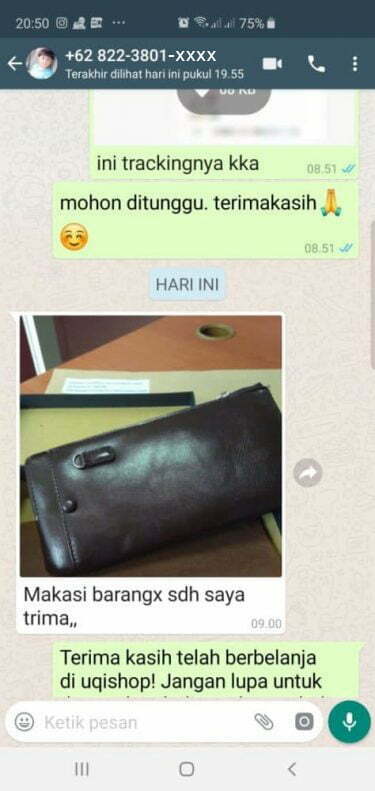 20:50
75%
+62 822-3801-xxxx
Terakhir dilihat hari ini pukul 19.55
68 KB
ini trackingnya kka
08.51
mohon ditunggu. terimakasih🙏
☺️
08.51
HARI INI
Makasi barangx sdh saya
trima,,
09.00
Terima kasih telah berbelanja
di uqishop! Jangan lupa untuk
Ketik pesan